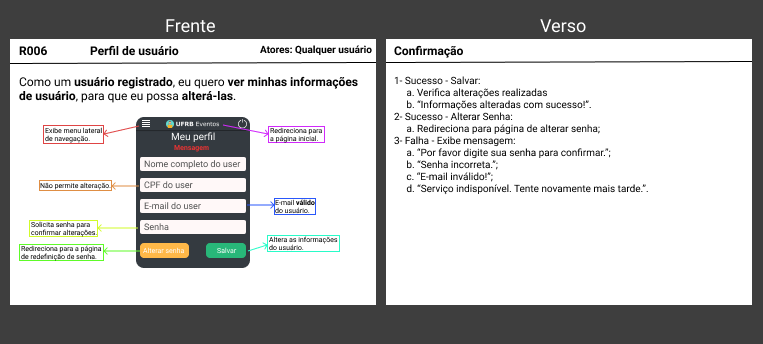 Frente
R006 Perfil de usuário Atores: Qualquer usuário
Como um usuário registrado, eu quero ver minhas informações
de usuário, para que eu possa alterá-las.
Exibe menu lateral
de navegação.
UFRB Eventos
Redireciona para
a página inicial.
Meu perfil
Mensagem
Nome completo do user
Não permite alteração.
CPF do user
E-mail do user
E-mail válido
do usuário.
Solicita senha para
confirmar alterações.
Senha
Redireciona para a página
de redefinição de senha.
Alterar senha
Salvar
Altera as informações
do usuário.
Verso
Confirmação
1- Sucesso - Salvar:
a. Verifica alterações realizadas
b. “Informações alteradas com sucesso!”.
2- Sucesso - Alterar Senha:
a. Redireciona para página de alterar senha;
3- Falha - Exibe mensagem:
a. “Por favor digite sua senha para confirmar.”;
b. “Senha incorreta.”;
c. “E-mail inválido!”;
d. “Serviço indisponível. Tente novamente mais tarde.”.